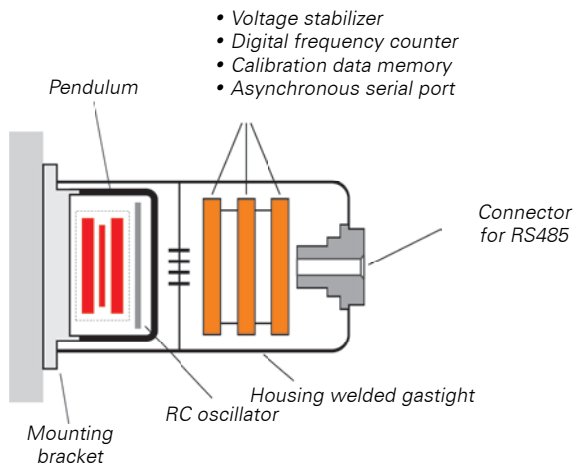 • Voltage stabilizer
• Digital frequency counter
• Calibration data memory
• Asynchronous serial port
Pendulum
Connector
for RS485
Housing welded gastight
RC oscillator
Mounting
bracket